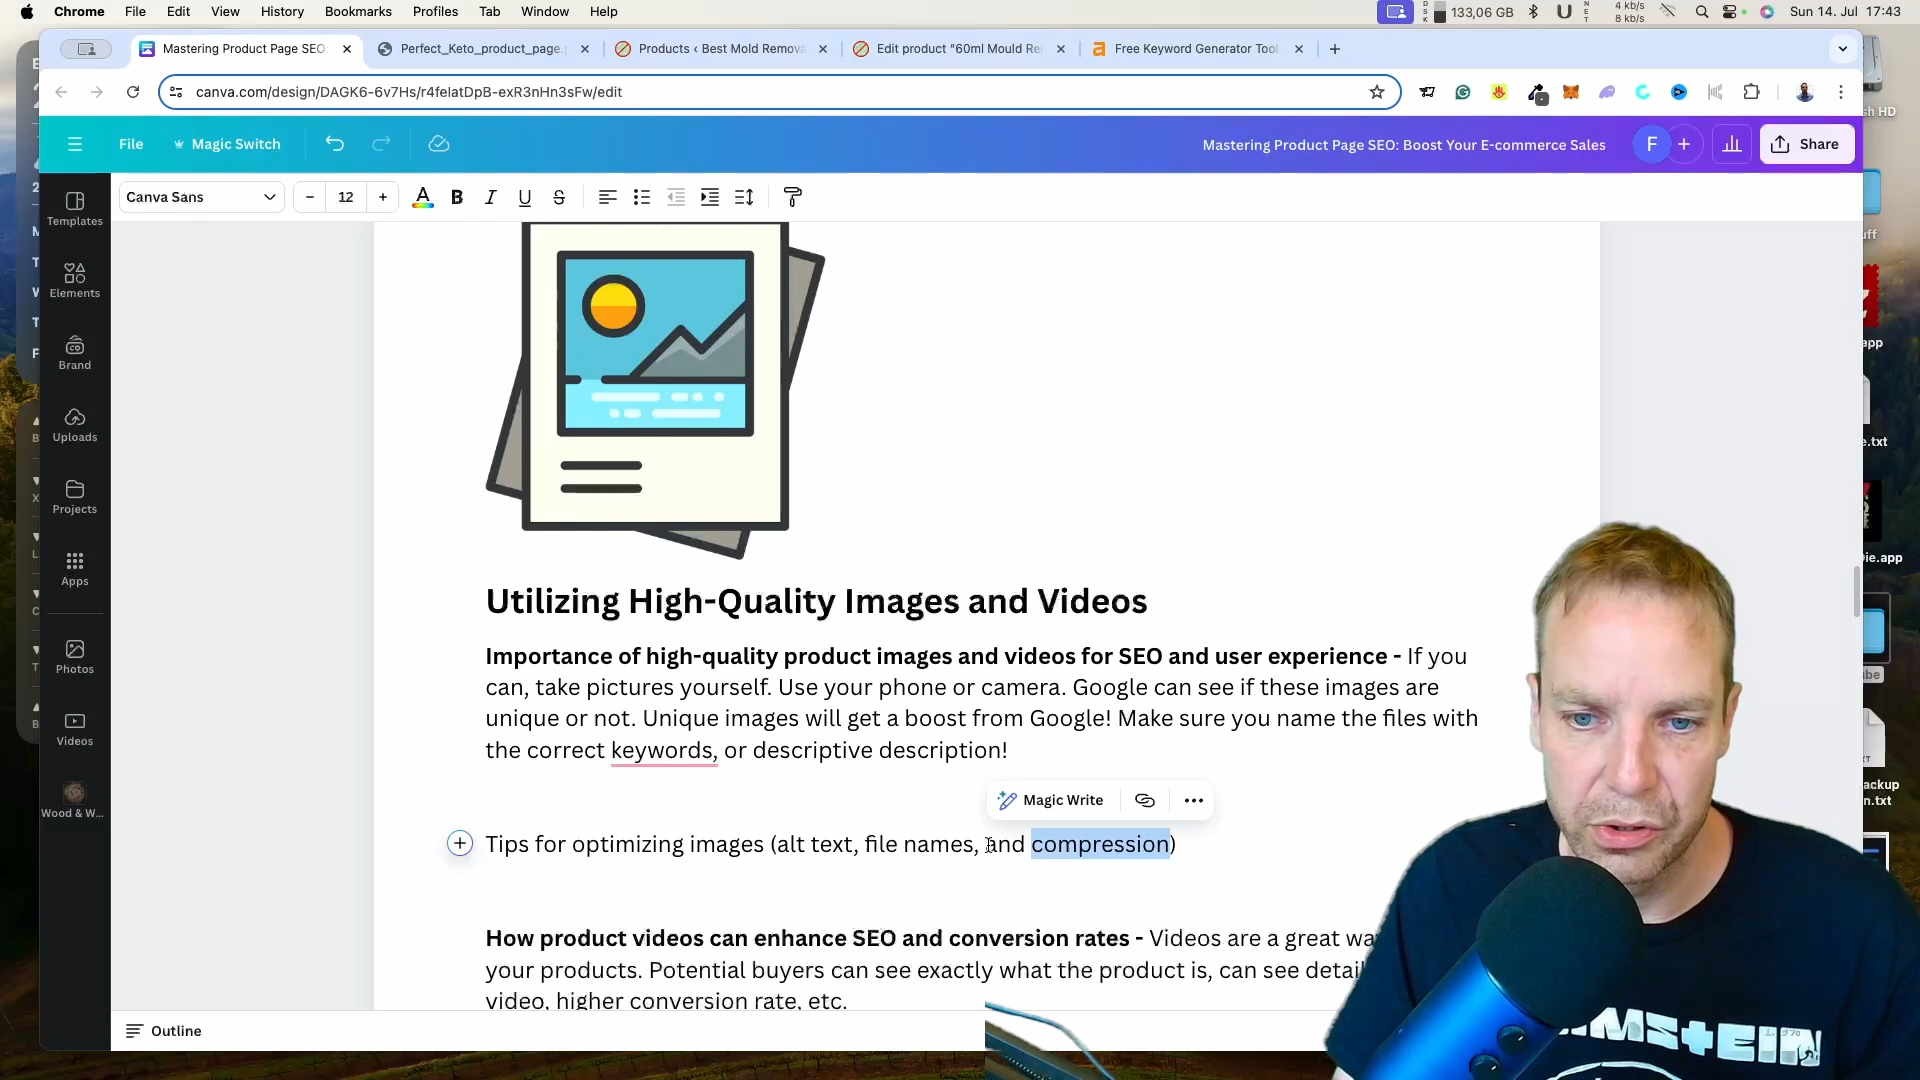 Chrome File Edit View History Bookmarks Profiles Tab Window Help
133,06 GB
4 kb/s
8 kb/s
Sun 14. Jul 17:43
Mastering Product Page SEO:
Perfect_Keto_product_page.
Products ‹ Best Mold Remova
Edit product "60ml Mould Re
Free Keyword Generator Tool
canva.com/design/DAGK6-6v7Hs/r4felatDpB-exR3nHn3sFw/edit
File Magic Switch
Mastering Product Page SEO: Boost Your E-commerce Sales
F
Share
Canva Sans
12
A B I U S
Templates
Elements
Brand
Uploads
Projects
Apps
Photos
Videos
Wood & W...
Utilizing High-Quality Images and Videos
Importance of high-quality product images and videos for SEO and user experience - If you
can, take pictures yourself. Use your phone or camera. Google can see if these images are
unique or not. Unique images will get a boost from Google! Make sure you name the files with
the correct keywords, or descriptive description!
Magic Write
Tips for optimizing images (alt text, file names, and compression)
How product videos can enhance SEO and conversion rates - Videos are a great wa
your products. Potential buyers can see exactly what the product is, can see detail
video, higher conversion rate, etc.
Outline